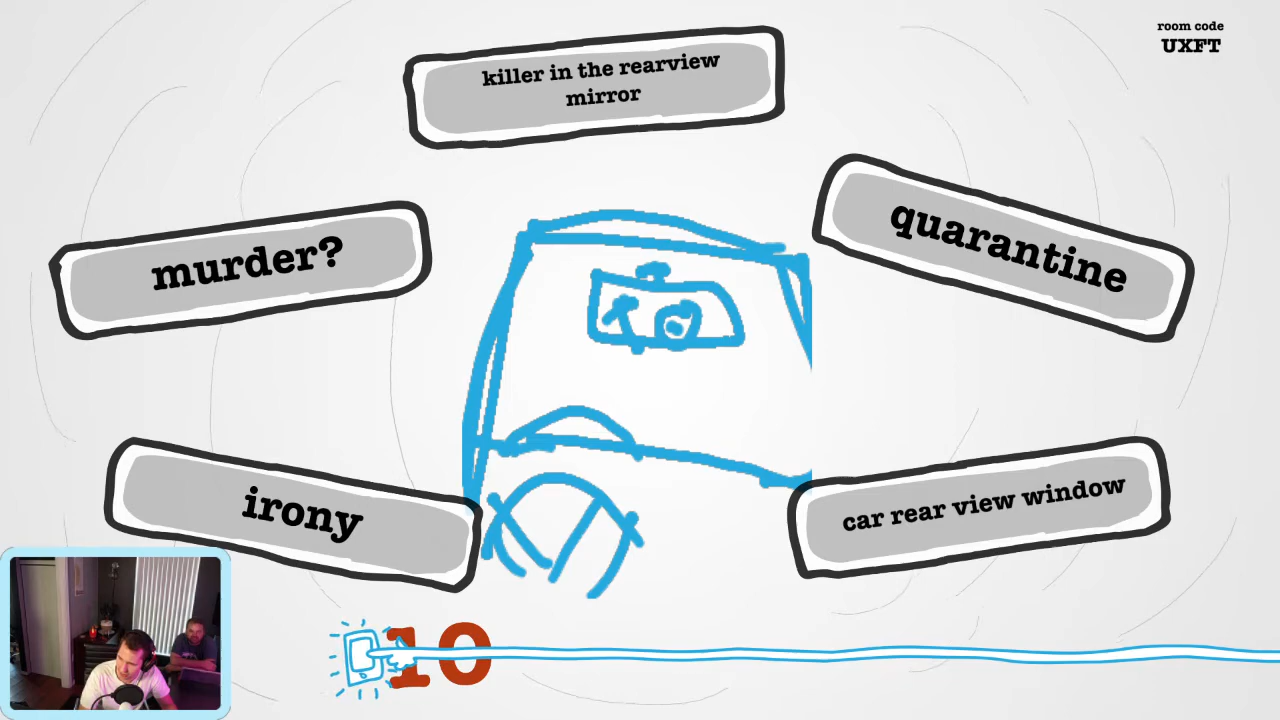 room code
UXFT
killer in the rearview
mirror
murder?
quarantine
irony
car rear view window
10